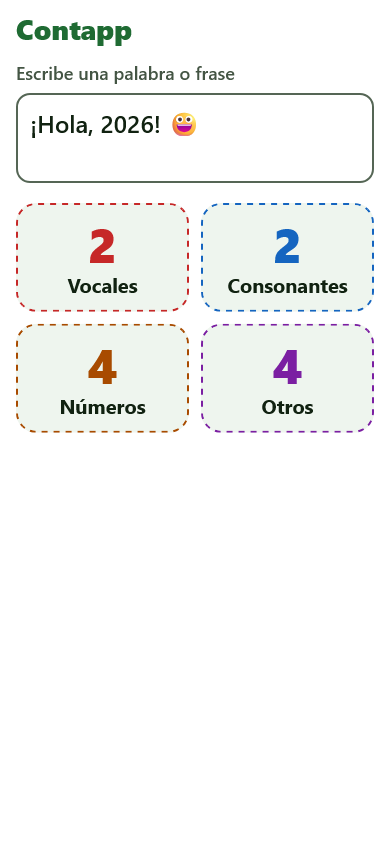 Contapp
Escribe una palabra o frase
¡Hola, 2026! 😀
2
Vocales
2
Consonantes
4
Números
4
Otros